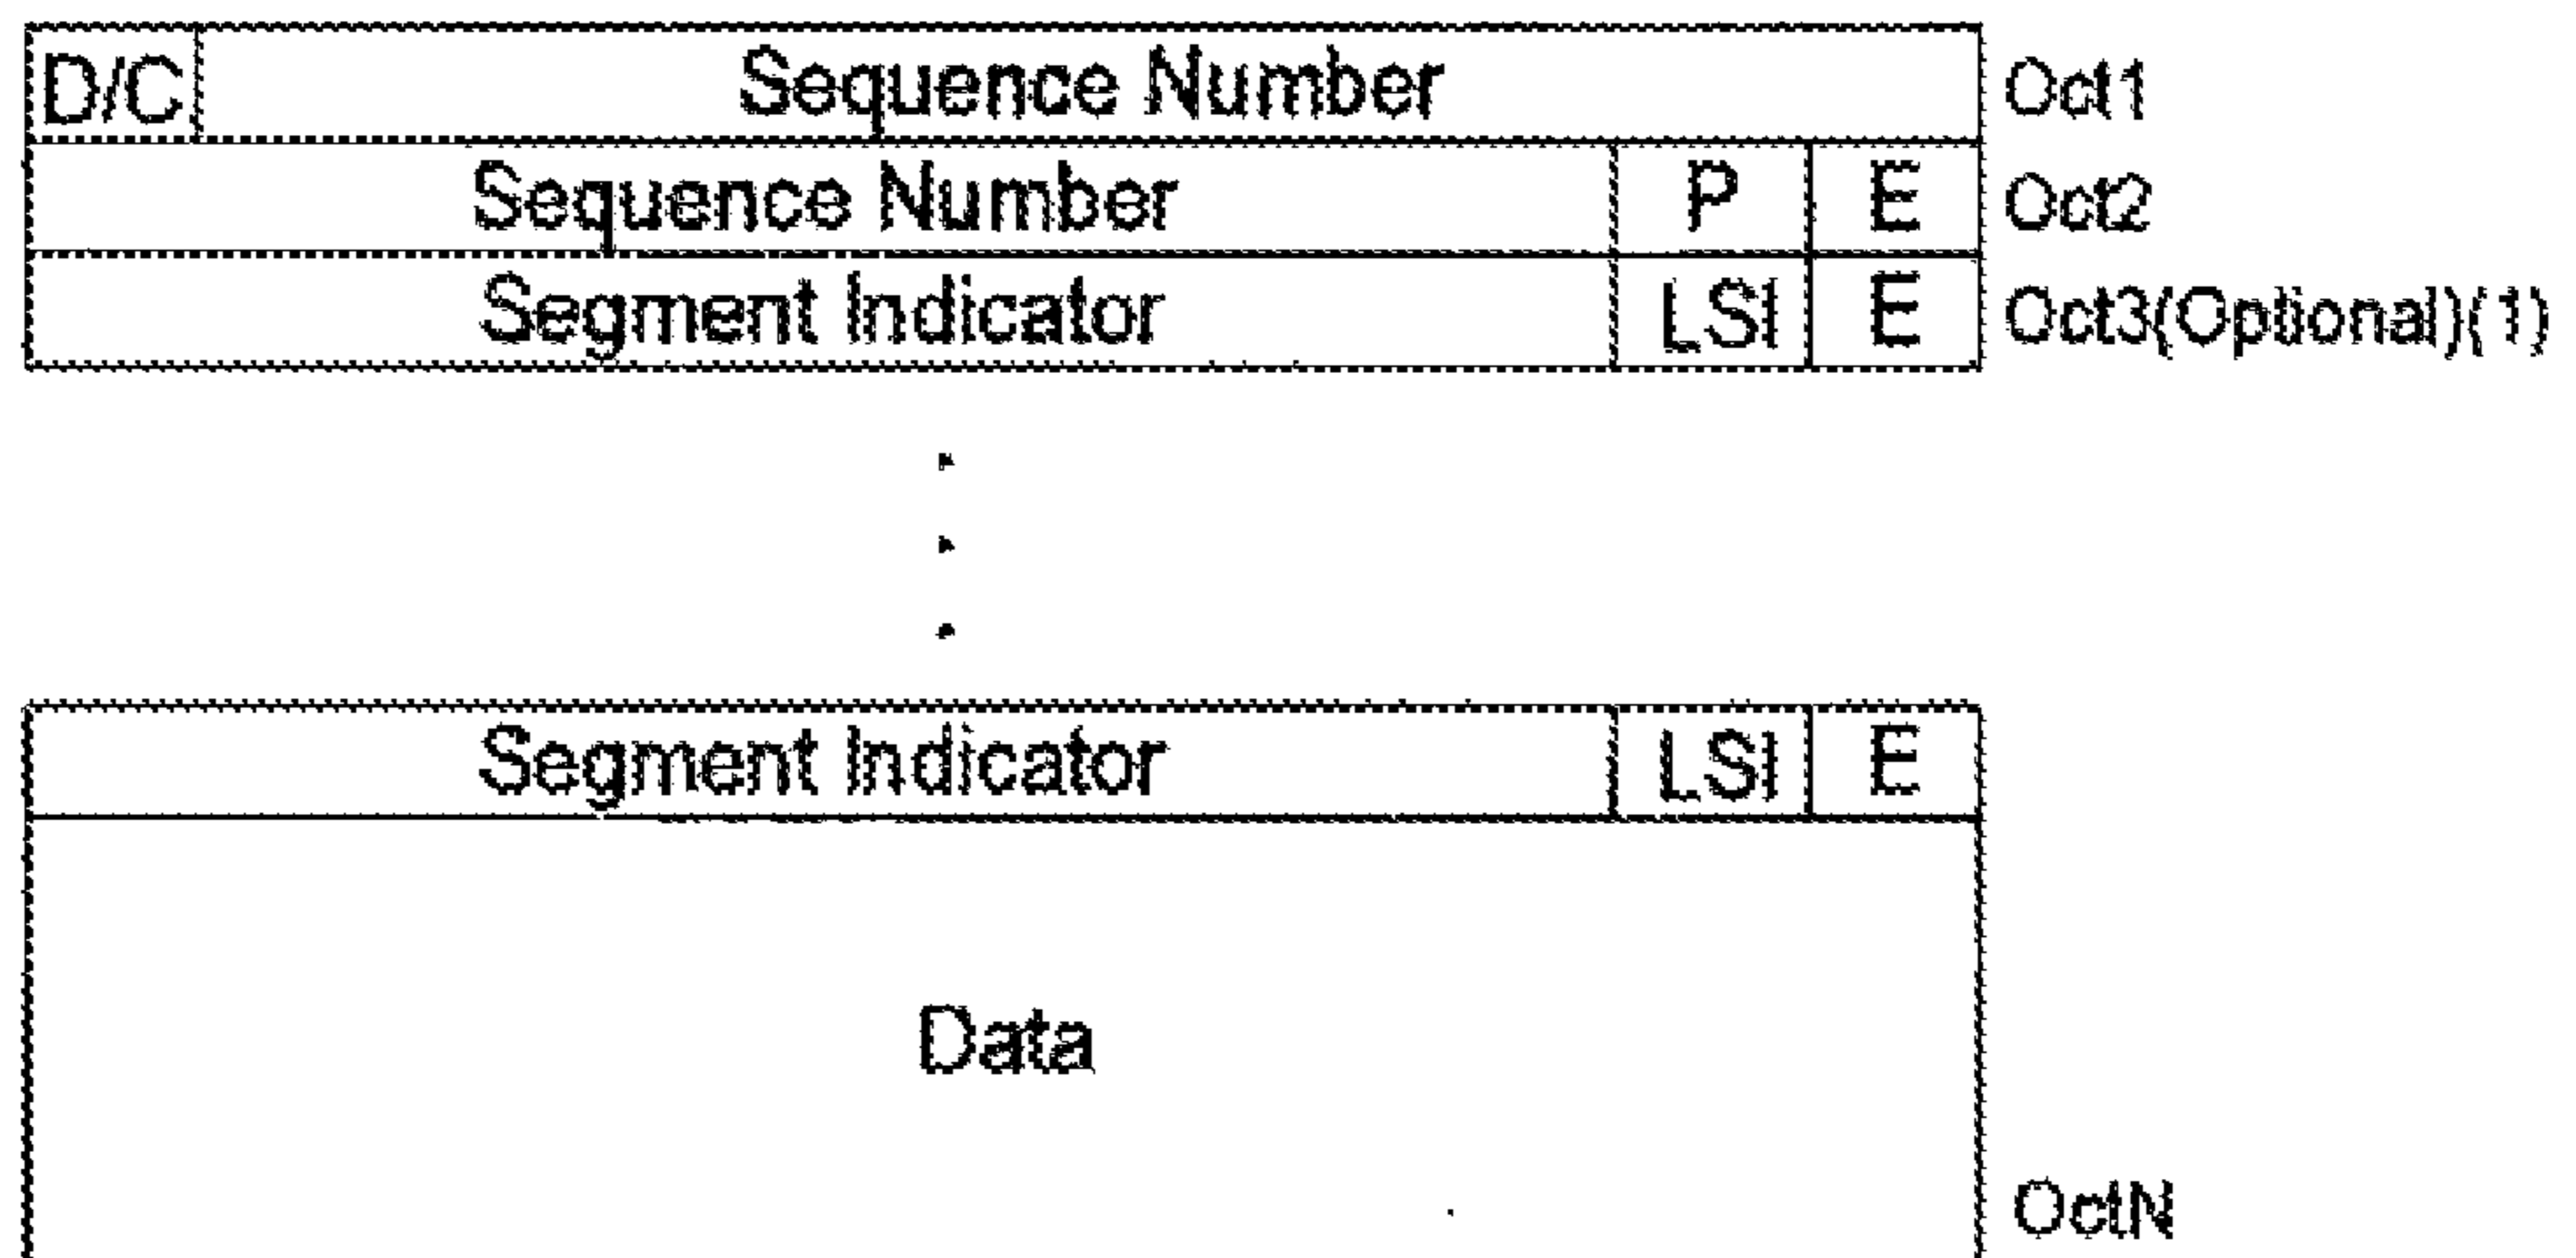 D/C Sequence Number Oct1
Sequence Number P E Oct2
Segment Indicator LSI E Oct3(Optional)(1)
Segment Indicator LSI E
Data
OctN